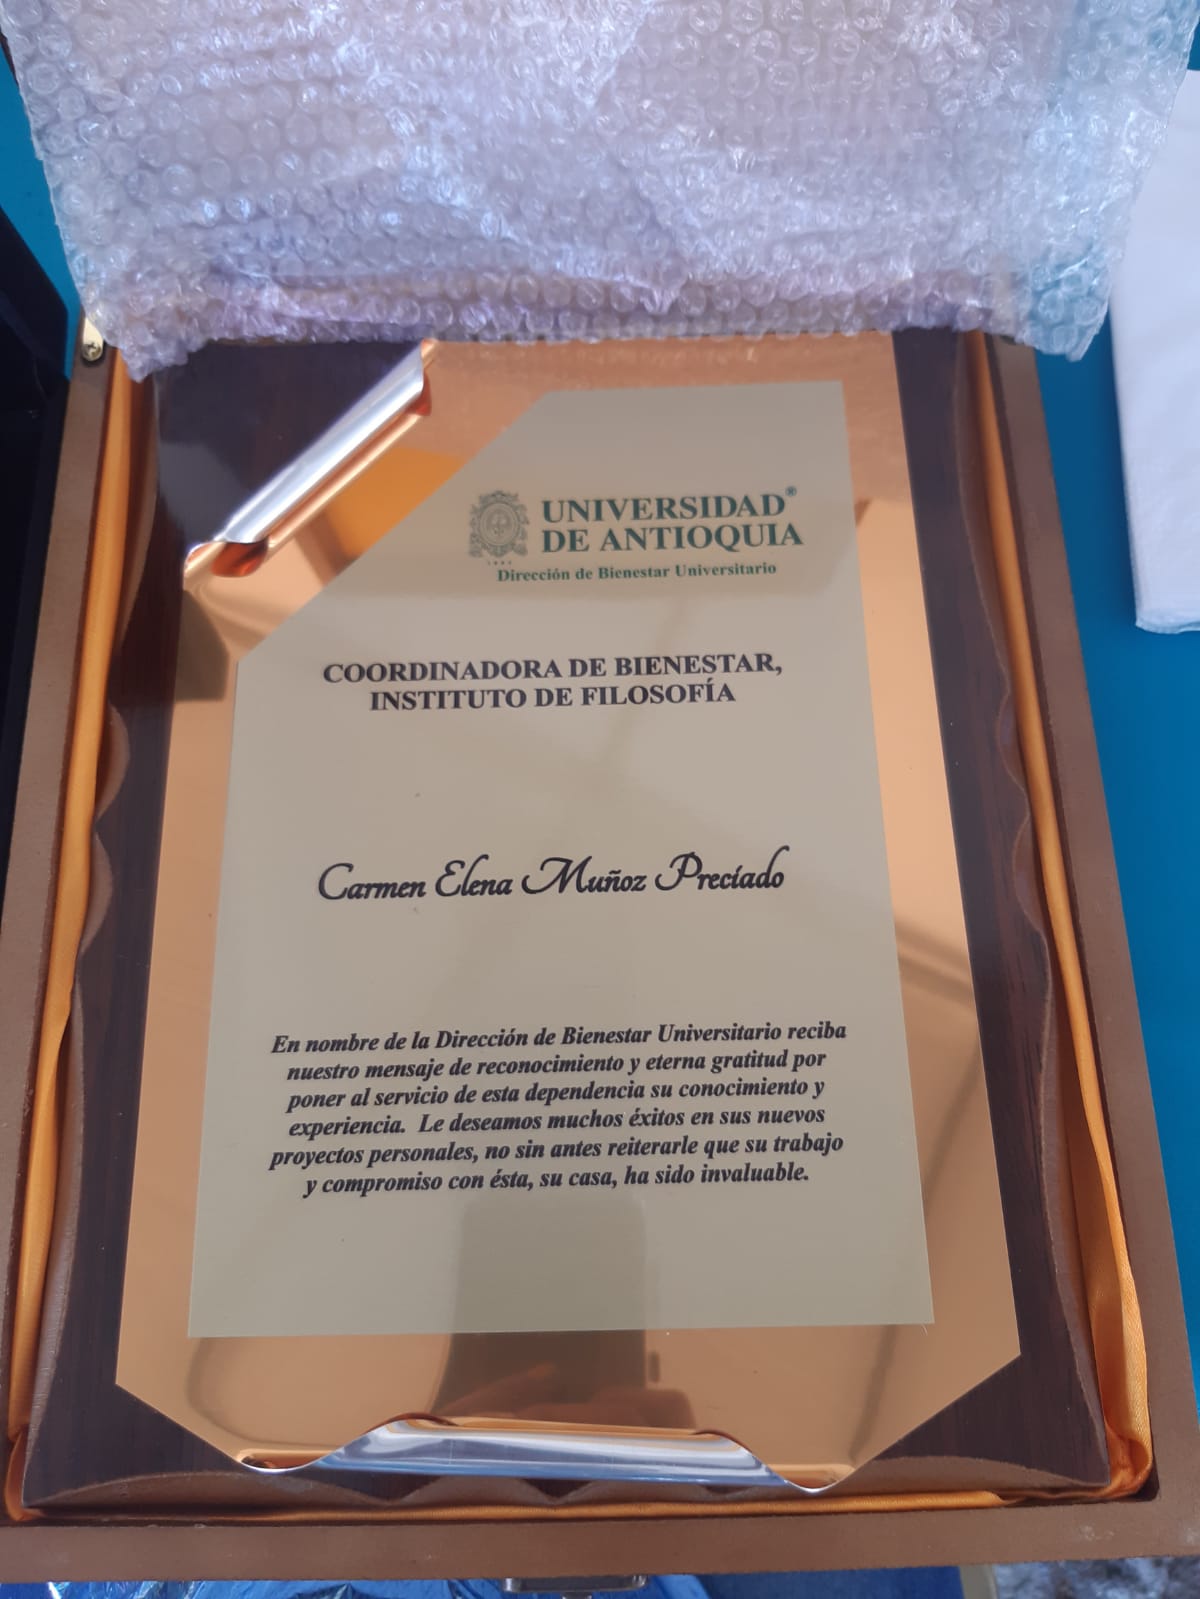 UNIVERSIDAD®
DE ANTIOQUIA
Dirección de Bienestar Universitario
COORDINADORA DE BIENESTAR,
INSTITUTO DE FILOSOFÍA
Carmen Elena Muñoz Preciado
En nombre de la Dirección de Bienestar Universitario reciba
nuestro mensaje de reconocimiento y eterna gratitud por
poner al servicio de esta dependencia su conocimiento y
experiencia. Le deseamos muchos éxitos en sus nuevos
proyectos personales, no sin antes reiterarle que su trabajo
y compromiso con ésta, su casa, ha sido invaluable.